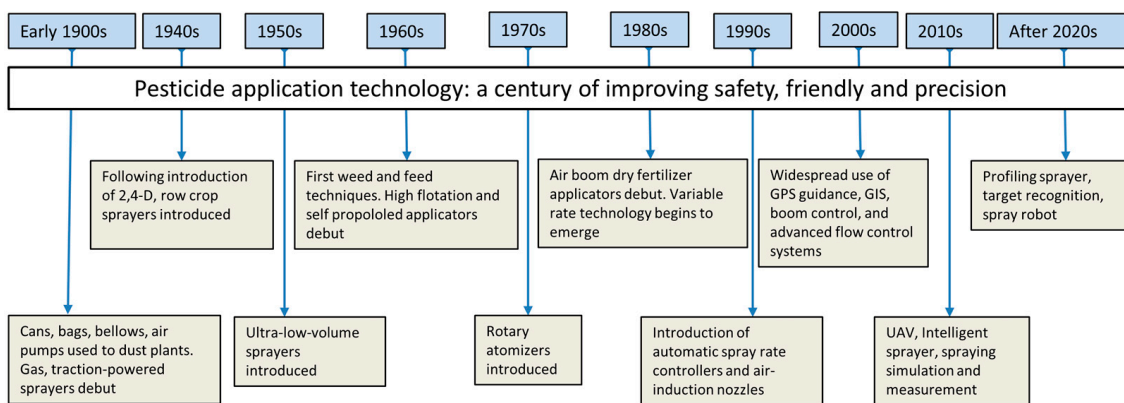 Early 1900s
1940s
1950s
1960s
1970s
1980s
1990s
2000s
2010s
After 2020s
Pesticide application technology: a century of improving safety, friendly and precision
Following introduction
of 2,4-D, row crop
sprayers introduced
First weed and feed
techniques. High flotation and
self propololed applicators
debut
Air boom dry fertilizer
applicators debut. Variable
rate technology begins to
emerge
Widespread use of
GPS guidance, GIS,
boom control, and
advanced flow control
systems
Profiling sprayer,
target recognition,
spray robot
Cans, bags, bellows, air
pumps used to dust plants.
Gas, traction-powered
sprayers debut
Ultra-low-volume
sprayers
introduced
Rotary
atomizers
introduced
Introduction of
automatic spray rate
controllers and air-
induction nozzles
UAV, Intelligent
sprayer, spraying
simulation and
measurement